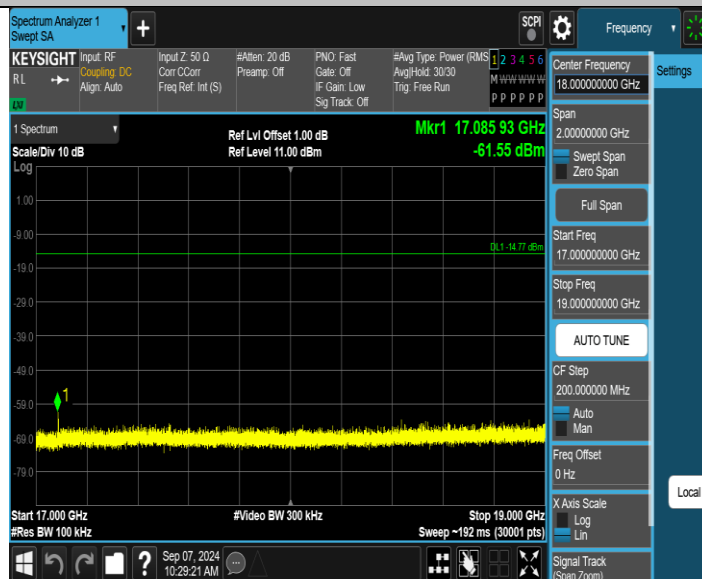 Spectrum Analyzer 1
Swept SA
SCPI
Frequency
KEYSIGHT
RL
LXI
Input: RF
Coupling: DC
Align: Auto
Input Z: 50 Ω
Corr CCorr
Freq Ref: Int (S)
#Atten: 20 dB
Preamp: Off
PNO: Fast
Gate: Off
IF Gain: Low
Sig Track: Off
#Avg Type: Power (RMS
Avg|Hold: 30/30
Trig: Free Run
1 2 3 4 5 6
M W W W W W
P P P P P P
1 Spectrum
Scale/Div 10 dB
Log
Ref Lvl Offset 1.00 dB
Ref Level 11.00 dBm
Mkr1 17.085 93 GHz
-61.55 dBm
1.00
-9.00
DL1 -14.77 dBm
-19.0
-29.0
-39.0
-49.0
1
-59.0
-69.0
-79.0
Start 17.000 GHz
#Res BW 100 kHz
#Video BW 300 kHz
Stop 19.000 GHz
Sweep ~192 ms (30001 pts)
?
Sep 07, 2024
10:29:21 AM
Center Frequency
18.000000000 GHz
Settings
Span
2.00000000 GHz
Swept Span
Zero Span
Full Span
Start Freq
17.000000000 GHz
Stop Freq
19.000000000 GHz
AUTO TUNE
CF Step
200.000000 MHz
Auto
Man
Freq Offset
0 Hz
X Axis Scale
Log
Lin
Local
Signal Track
(Span Zoom)